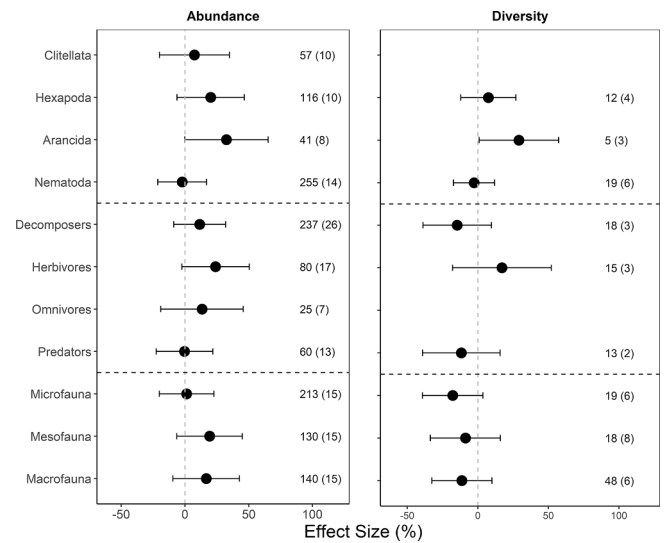 Abundance Diversity
Clitellata 57 (10)
Hexapoda 116 (10) 12 (4)
Arancida 41 (8) 5 (3)
Nematoda 255 (14) 19 (6)
Decomposers 237 (26) 18 (3)
Herbivores 80 (17) 15 (3)
Omnivores 25 (7)
Predators 60 (13) 13 (2)
Microfauna 213 (15) 19 (6)
Mesofauna 130 (15) 18 (8)
Macrofauna 140 (15) 48 (6)
-50 0 50 100 -50 0 50 100
Effect Size (%)